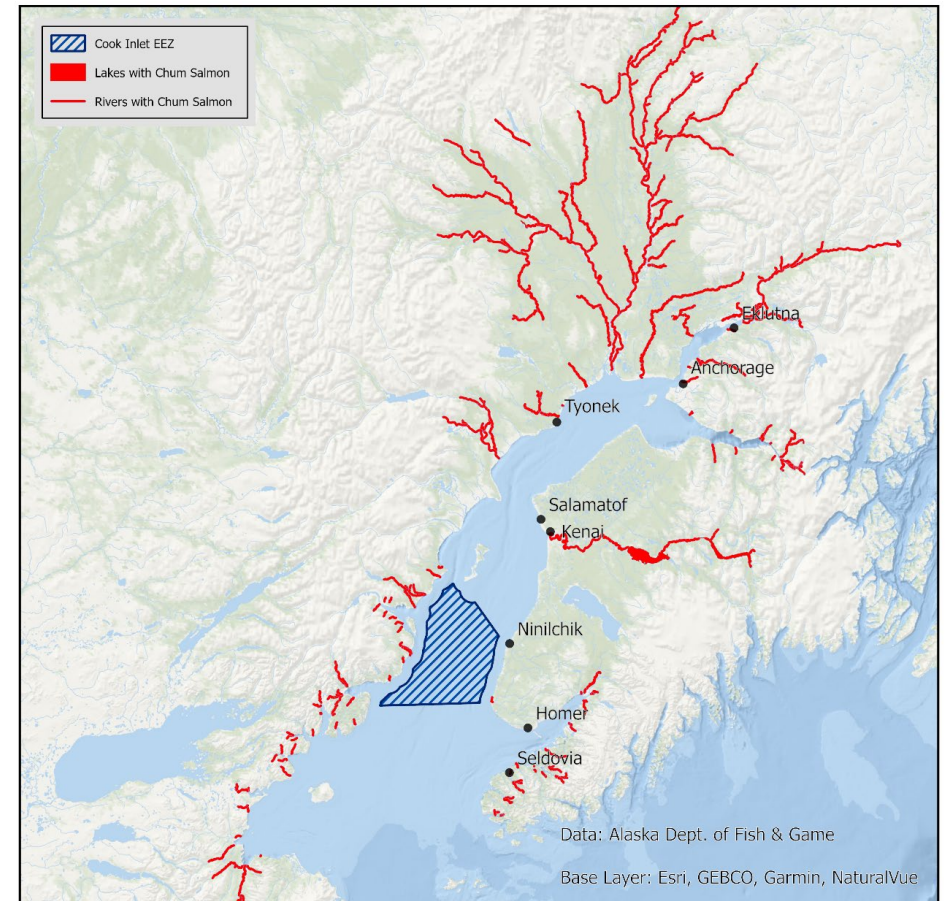 Cook Inlet EEZ
Lakes with Chum Salmon
Rivers with Chum Salmon
Eklutna
Anchorage
Tyonek
Salamatof
Kenai
Ninilchik
Homer
Seldovia
Data: Alaska Dept. of Fish & Game
Base Layer: Esri, GEBCO, Garmin, NaturalVue